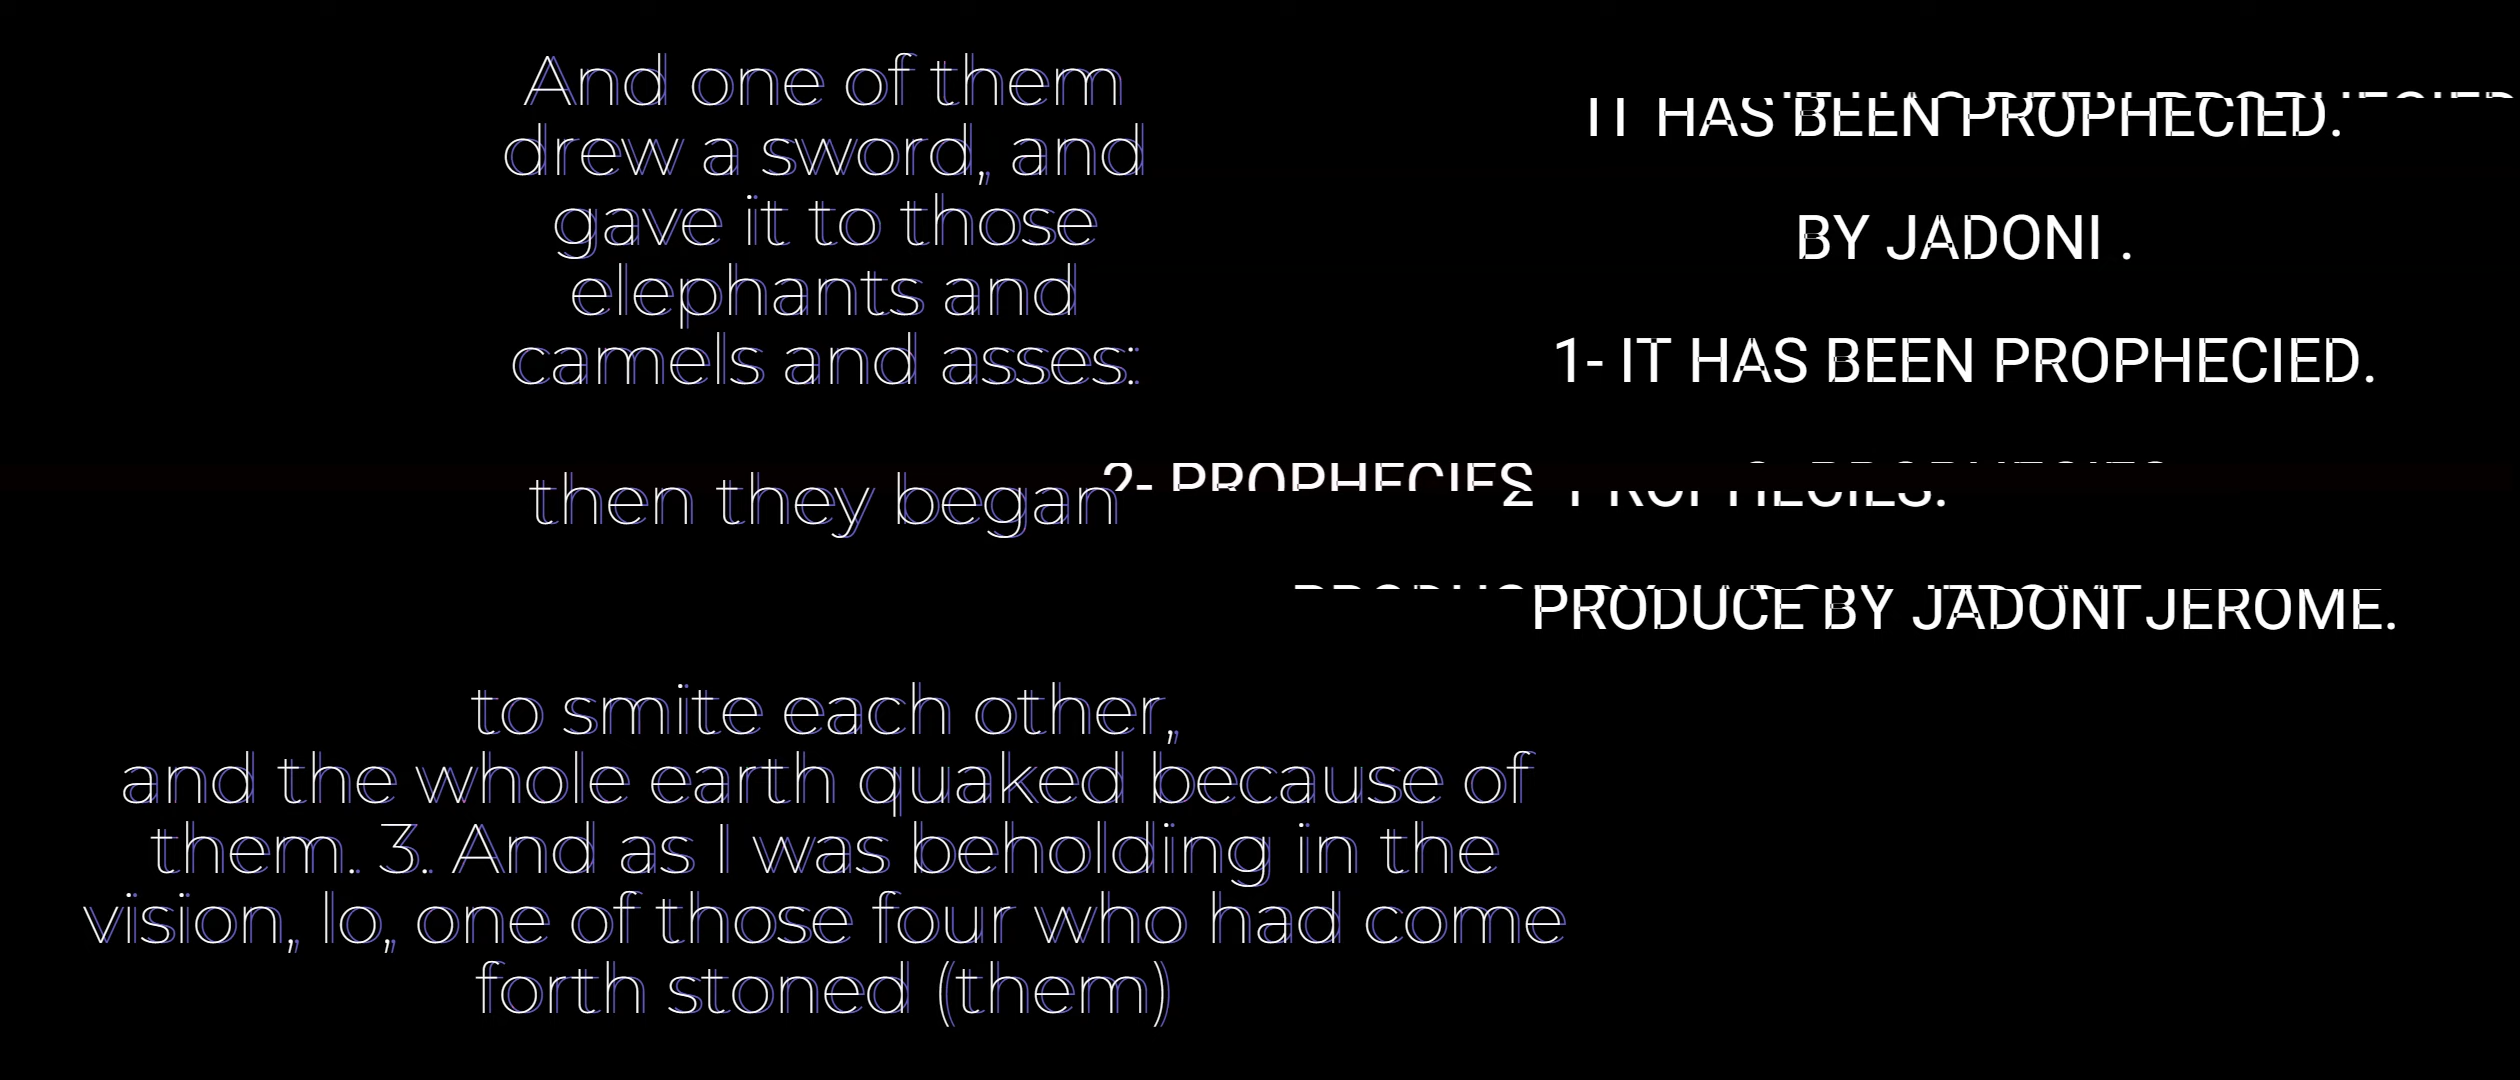 And one of them
drew a sword, and
gave it to those
elephants and
camels and asses:
then they began
to smite each other,
and the whole earth quaked because of
them. 3. And as I was beholding in the
vision, lo, one of those four who had come
forth stoned (them)
IT HAS BEEN PROPHECIED.
BY JADONI .
1- IT HAS BEEN PROPHECIED.
2- PROPHECIES PROPHECIES.
PRODUCE BY JADONI JEROME.